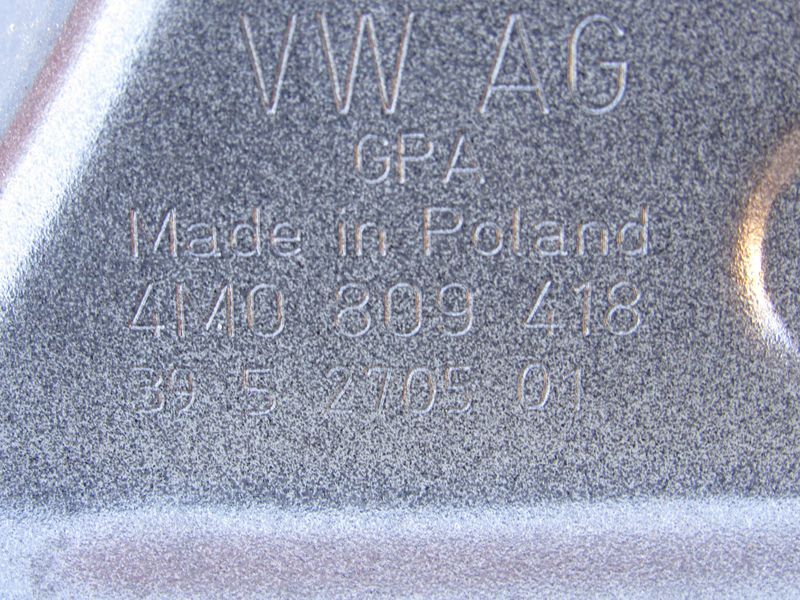 VW AG
GPA
Made in Poland
4M0 809 418
39 5 2705 01